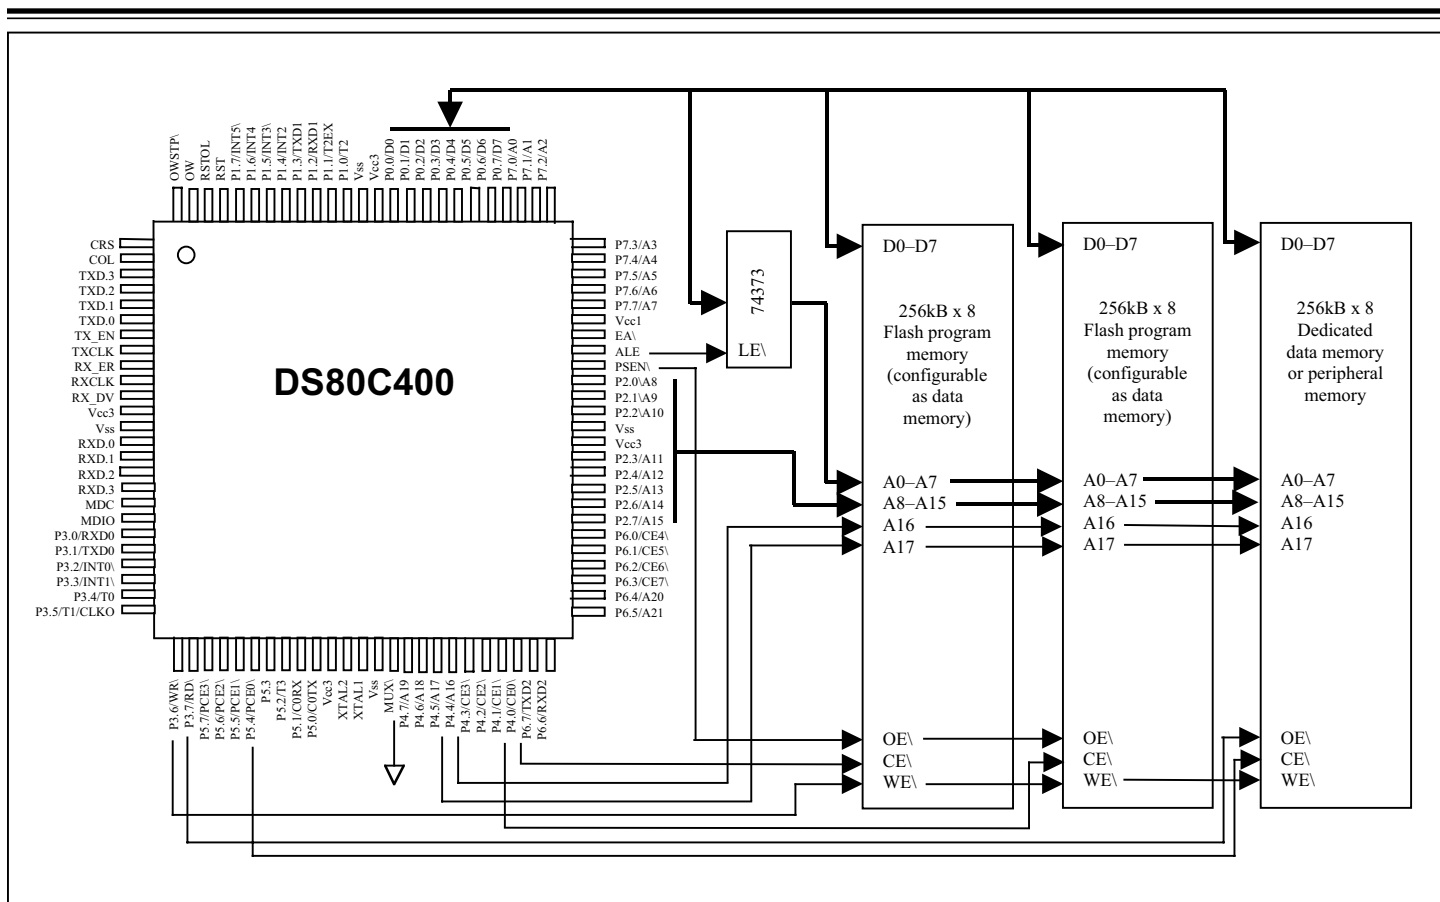 OWSTP\
OW
RSTOL
RST
P1.7/INT5\
P1.6/INT4
P1.5/INT3\
P1.4/INT2
P1.3/TXD1
P1.2/RXD1
P1.1/T2EX
P1.0/T2
Vss
Vcc3
P0.0/D0
P0.1/D1
P0.2/D2
P0.3/D3
P0.4/D4
P0.5/D5
P0.6/D6
P0.7/D7
P7.0/A0
P7.1/A1
P7.2/A2
CRS
COL
TXD.3
TXD.2
TXD.1
TXD.0
TX_EN
TXCLK
RX_ER
RXCLK
RX_DV
Vcc3
Vss
RXD.0
RXD.1
RXD.2
RXD.3
MDC
MDIO
P3.0/RXD0
P3.1/TXD0
P3.2/INT0\
P3.3/INT1\
P3.4/T0
P3.5/T1/CLKO
DS80C400
P7.3/A3
P7.4/A4
P7.5/A5
P7.6/A6
P7.7/A7
Vcc1
EA\
ALE
PSEN\
P2.0\A8
P2.1\A9
P2.2\A10
Vss
Vcc3
P2.3/A11
P2.4/A12
P2.5/A13
P2.6/A14
P2.7/A15
P6.0/CE4\
P6.1/CE5\
P6.2/CE6\
P6.3/CE7\
P6.4/A20
P6.5/A21
P3.6/WR\
P3.7/RD\
P5.7/PCE3\
P5.6/PCE2\
P5.5/PCE1\
P5.4/PCE0\
P5.3
P5.2/T3
P5.1/C0RX
P5.0/C0TX
Vcc3
XTAL2
XTAL1
Vss
MUX\
P4.7/A19
P4.6/A18
P4.5/A17
P4.4/A16
P4.3/CE3\
P4.2/CE2\
P4.1/CE1\
P4.0/CE0\
P6.7/TXD2
P6.6/RXD2
74373
LE\
D0–D7
256kB x 8
Flash program
memory
(configurable
as data
memory)
A0–A7
A8–A15
A16
A17
OE\
CE\
WE\
D0–D7
256kB x 8
Flash program
memory
(configurable
as data
memory)
A0–A7
A8–A15
A16
A17
OE\
CE\
WE\
D0–D7
256kB x 8
Dedicated
data memory
or peripheral
memory
A0–A7
A8–A15
A16
A17
OE\
CE\
WE\